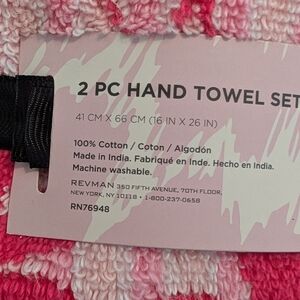 2 PC HAND TOWEL SET
41 CM X 66 CM (16 IN X 26 IN)
100% Cotton / Coton / Algodón
Made in India. Fabriqué en Inde. Hecho en India.
Machine washable.
REVMAN 350 FIFTH AVENUE, 70TH FLOOR,
NEW YORK, NY 10118 • 1-800-237-0658
RN76948